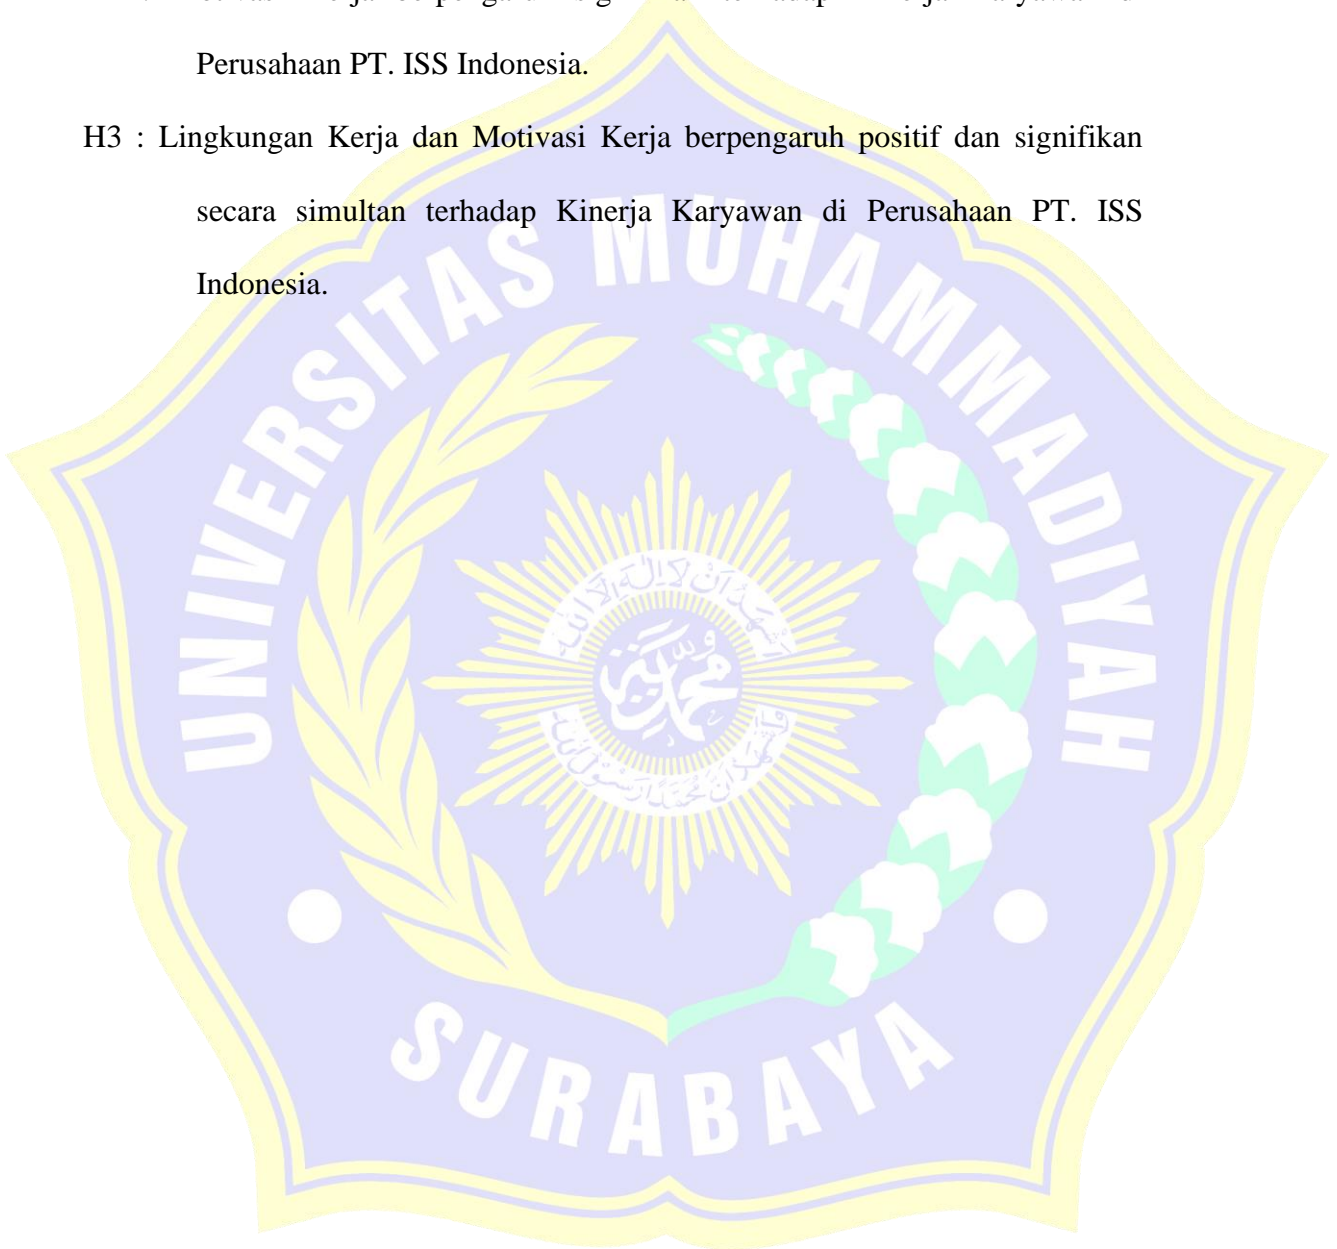 Perusahaan PT. ISS Indonesia.
H3 : Lingkungan Kerja dan Motivasi Kerja berpengaruh positif dan signifikan
secara simultan terhadap Kinerja Karyawan di Perusahaan PT. ISS
Indonesia.
UNIVERSITAS MUHAMMADIYAH
محمد
SURABAYA